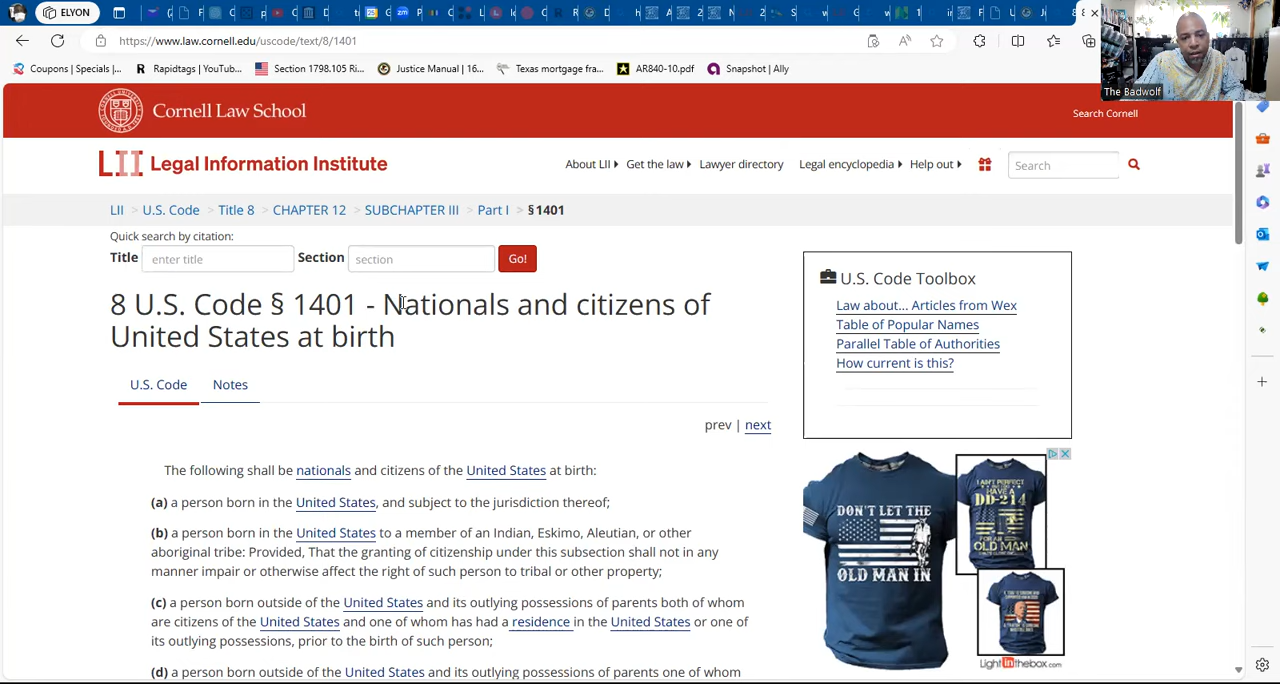 ELYON
https://www.law.cornell.edu/uscode/text/8/1401
The Badwolf
Coupons | Specials |...
Rapidtags | YouTub...
Section 1798.105 Ri...
Justice Manual | 16...
Texas mortgage fra...
AR840-10.pdf
Snapshot | Ally
Cornell Law School
Search Cornell
LII Legal Information Institute
About LII
Get the law
Lawyer directory
Legal encyclopedia
Help out
Search
LII > U.S. Code > Title 8 > CHAPTER 12 > SUBCHAPTER III > Part I > § 1401
Quick search by citation:
Title enter title Section section Go!
8 U.S. Code § 1401 - Nationals and citizens of
United States at birth
U.S. Code Notes
prev | next
The following shall be nationals and citizens of the United States at birth:
(a) a person born in the United States, and subject to the jurisdiction thereof;
(b) a person born in the United States to a member of an Indian, Eskimo, Aleutian, or other
aboriginal tribe: Provided, That the granting of citizenship under this subsection shall not in any
manner impair or otherwise affect the right of such person to tribal or other property;
(c) a person born outside of the United States and its outlying possessions of parents both of whom
are citizens of the United States and one of whom has had a residence in the United States or one of
its outlying possessions, prior to the birth of such person;
(d) a person born outside of the United States and its outlying possessions of parents one of whom
U.S. Code Toolbox
Law about... Articles from Wex
Table of Popular Names
Parallel Table of Authorities
How current is this?
DON'T LET THE
OLD MAN IN
I AIN'T PERFECT
BUT I DO
HAVE A
DD-214
FOR AN
OLD MAN
Lightinthebox.com